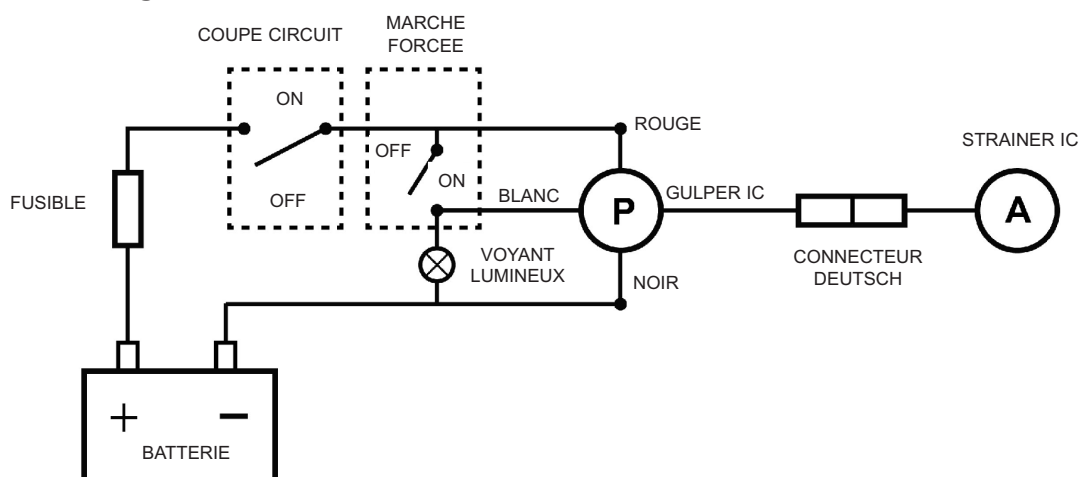 COUPE CIRCUIT
MARCHE
FORCEE
ON
OFF
OFF
ON
ROUGE
STRAINER IC
FUSIBLE
BLANC
P
GULPER IC
A
VOYANT
LUMINEUX
NOIR
CONNECTEUR
DEUTSCH
+
−
BATTERIE